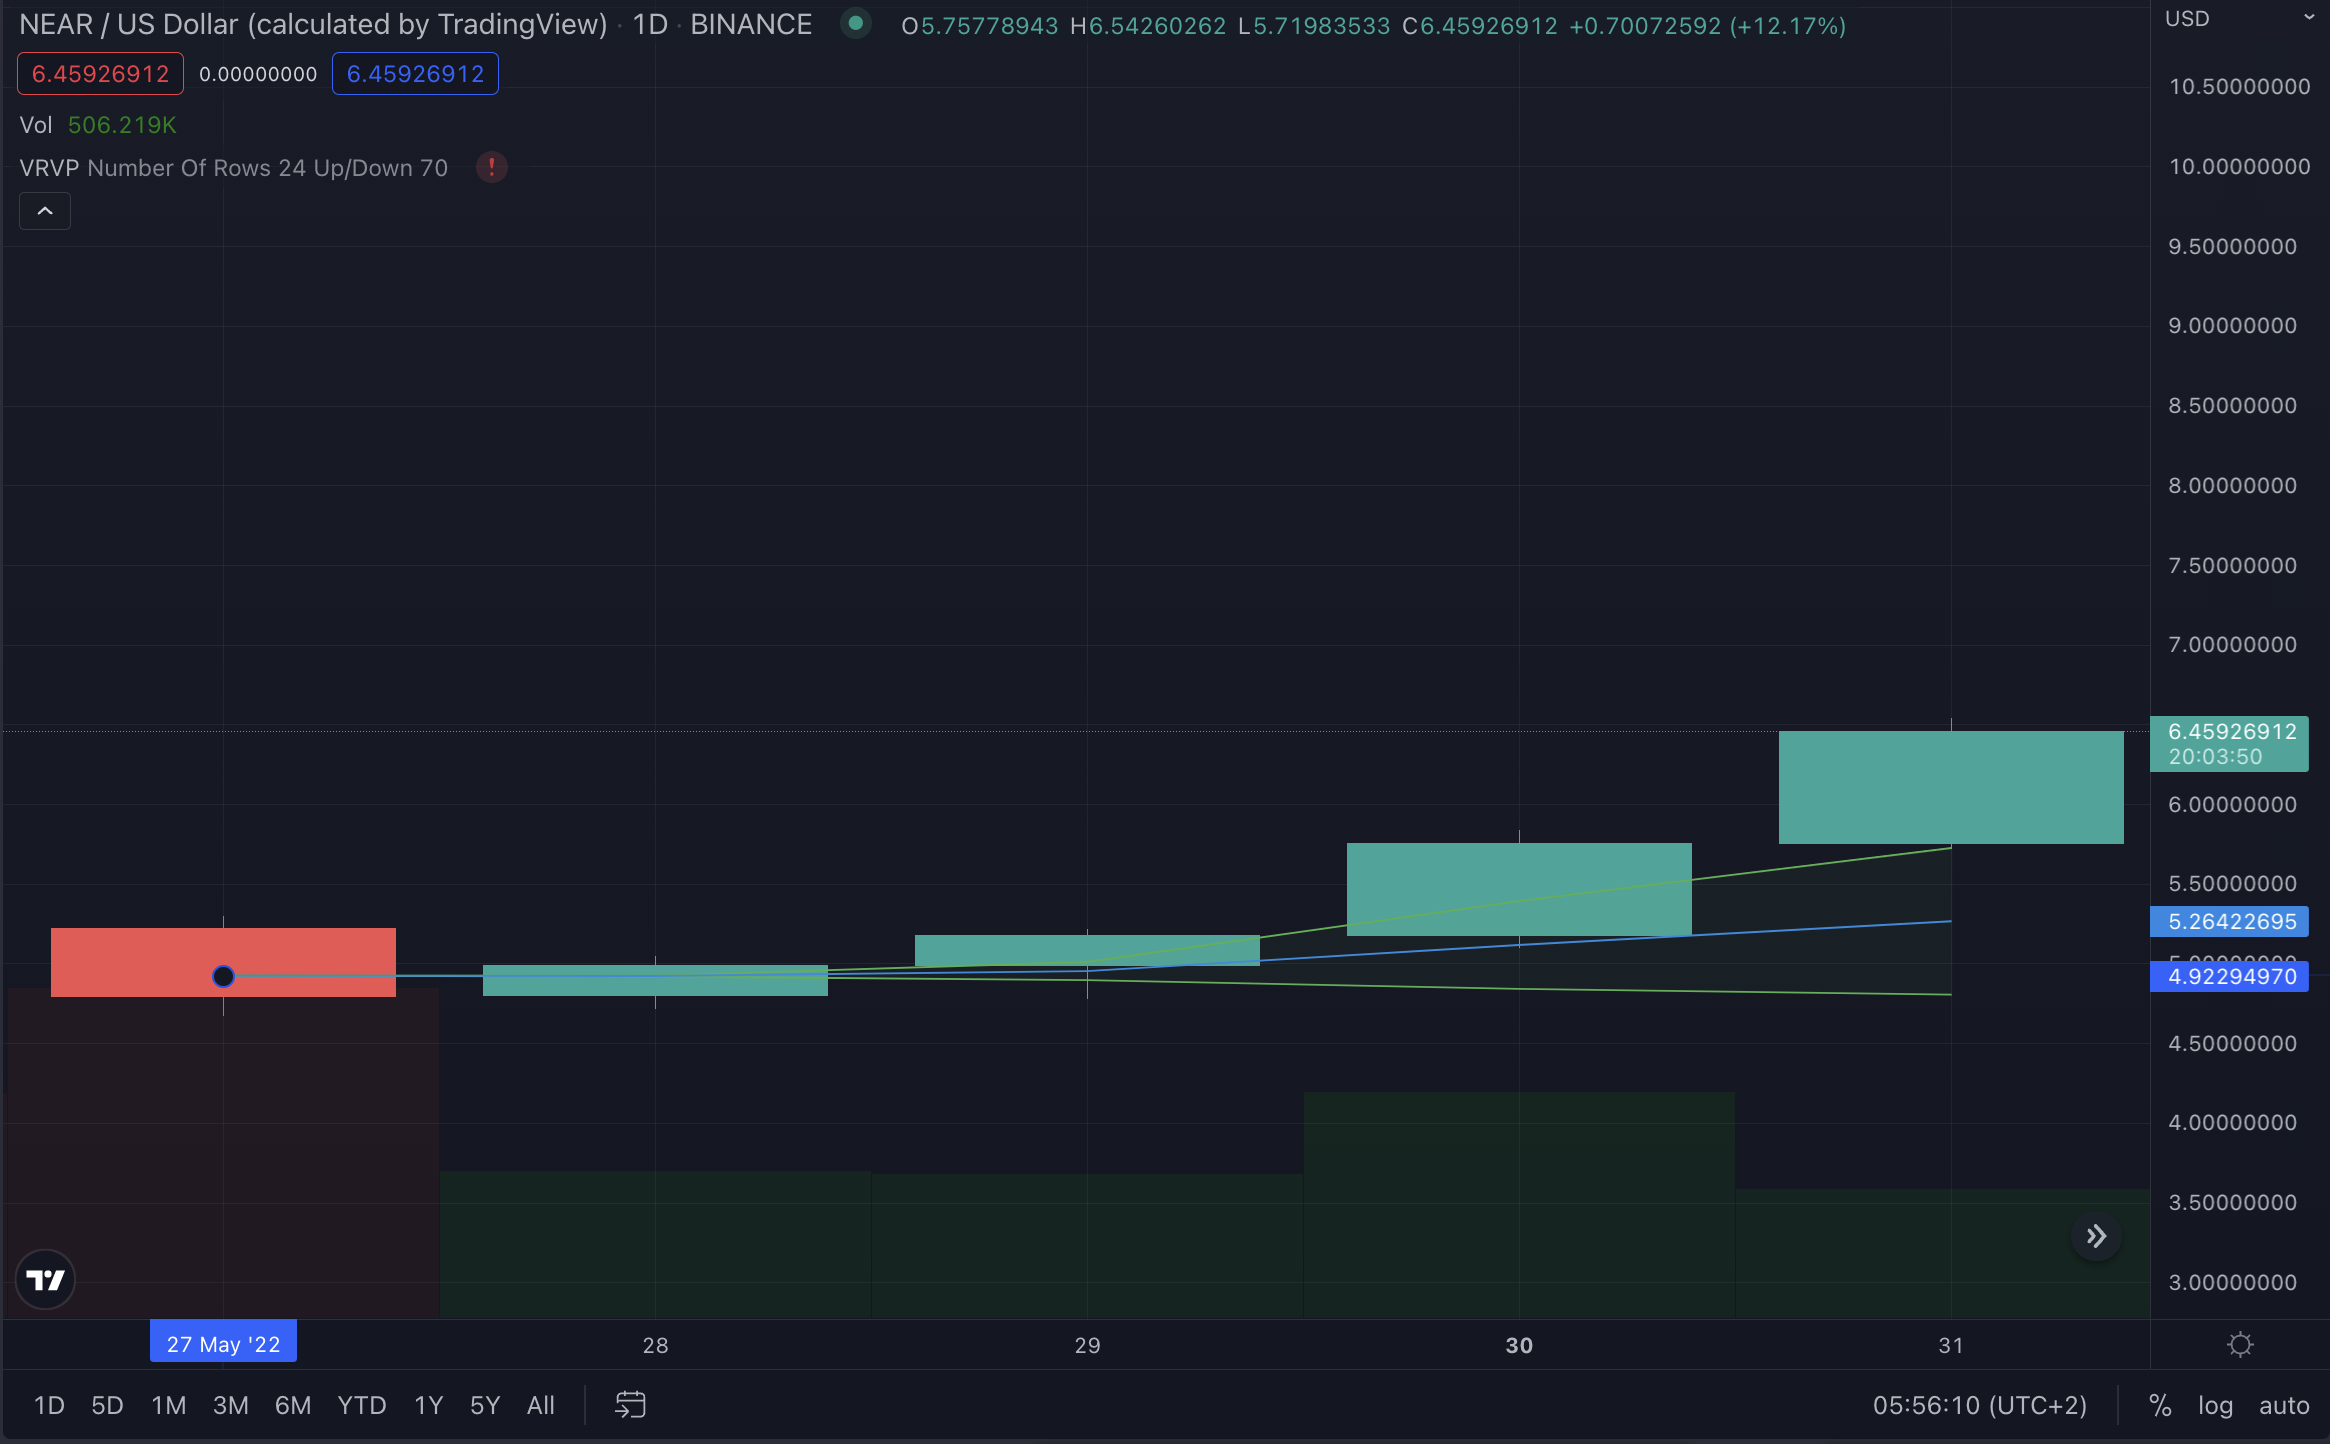 NEAR / US Dollar (calculated by TradingView) · 1D · BINANCE O5.75778943 H6.54260262 L5.71983533 C6.45926912 +0.70072592 (+12.17%)
USD
6.45926912 0.00000000 6.45926912
Vol 506.219K
VRVP Number Of Rows 24 Up/Down 70 !
10.50000000
10.00000000
9.50000000
9.00000000
8.50000000
8.00000000
7.50000000
7.00000000
6.45926912
20:03:50
6.00000000
5.50000000
5.26422695
5.00000000
4.92294970
4.50000000
4.00000000
3.50000000
3.00000000
27 May '22 28 29 30 31
1D 5D 1M 3M 6M YTD 1Y 5Y All 05:56:10 (UTC+2) % log auto